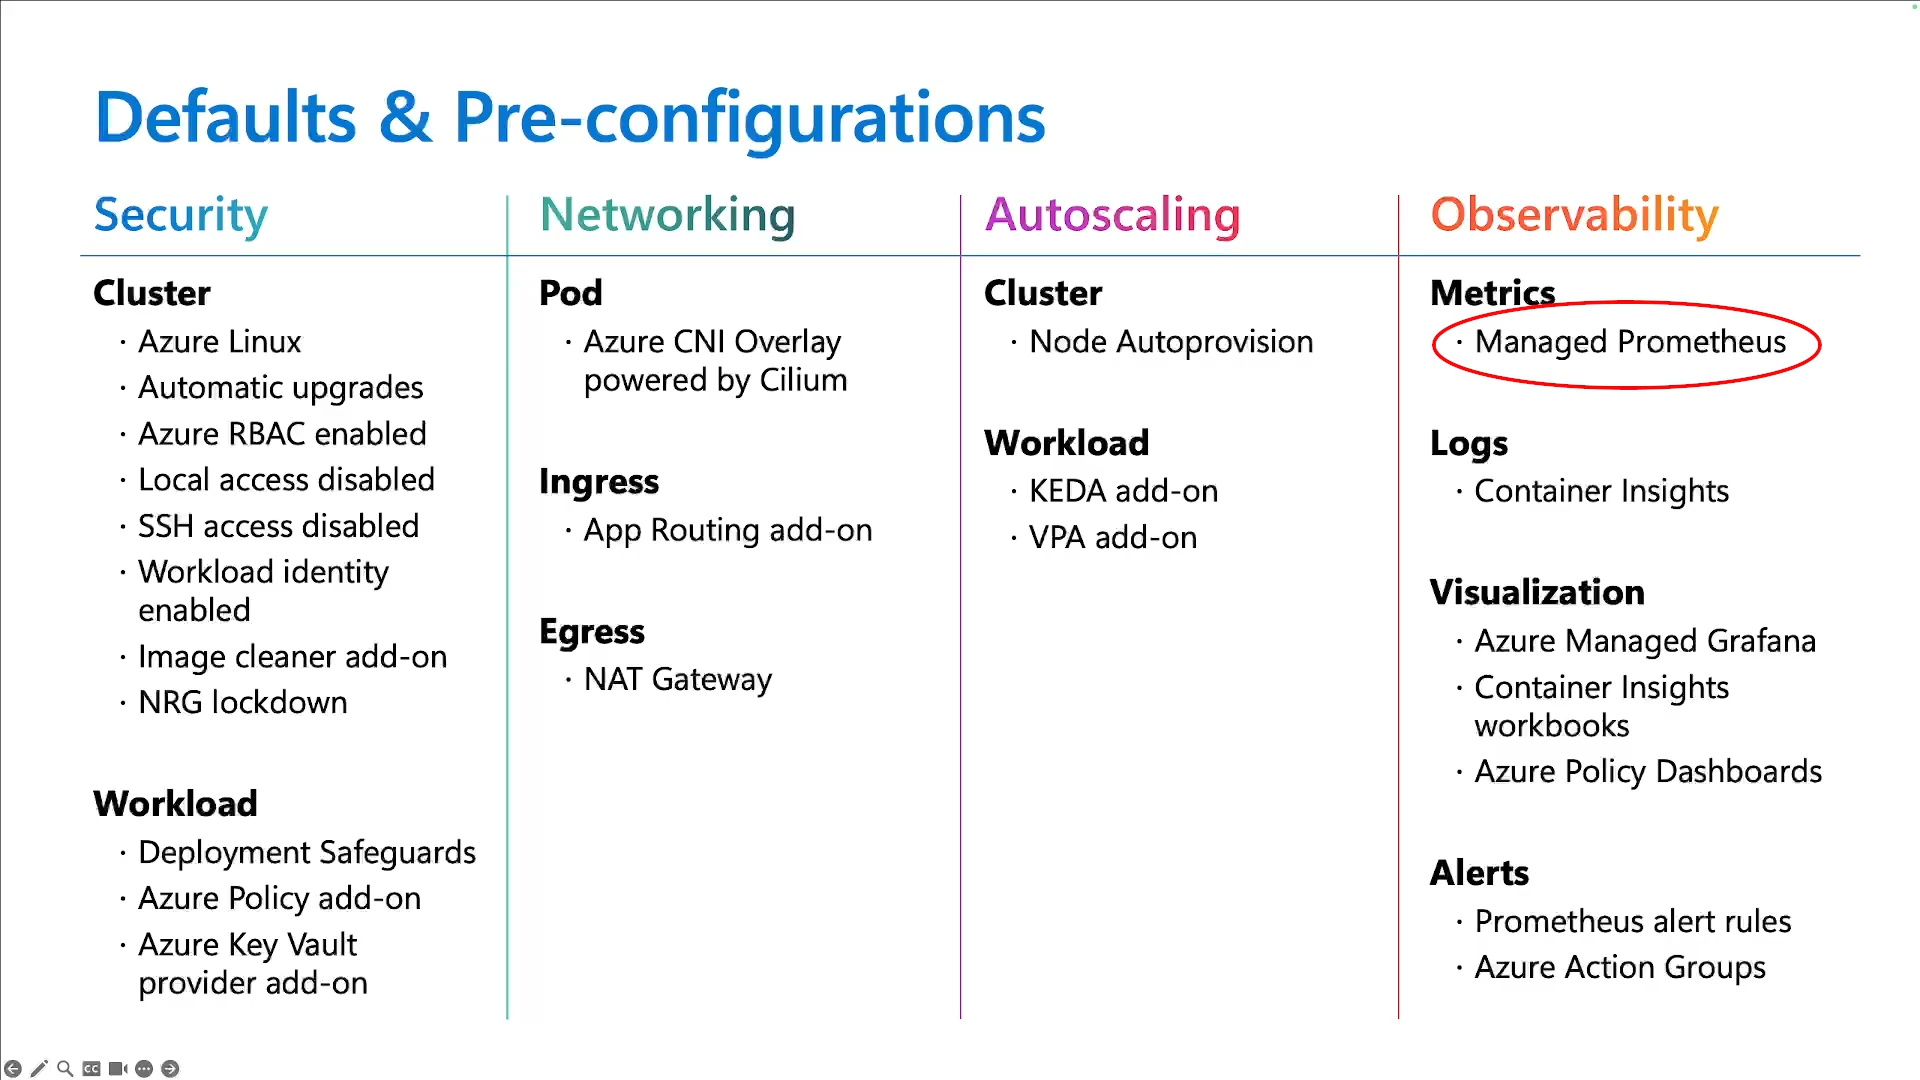 Defaults & Pre-configurations
Security
Cluster
· Azure Linux
· Automatic upgrades
· Azure RBAC enabled
· Local access disabled
· SSH access disabled
· Workload identity
enabled
· Image cleaner add-on
· NRG lockdown
Workload
· Deployment Safeguards
· Azure Policy add-on
· Azure Key Vault
provider add-on
Networking
Pod
· Azure CNI Overlay
powered by Cilium
Ingress
· App Routing add-on
Egress
· NAT Gateway
Autoscaling
Cluster
· Node Autoprovision
Workload
· KEDA add-on
· VPA add-on
Observability
Metrics
· Managed Prometheus
Logs
· Container Insights
Visualization
· Azure Managed Grafana
· Container Insights
workbooks
· Azure Policy Dashboards
Alerts
· Prometheus alert rules
· Azure Action Groups
CC